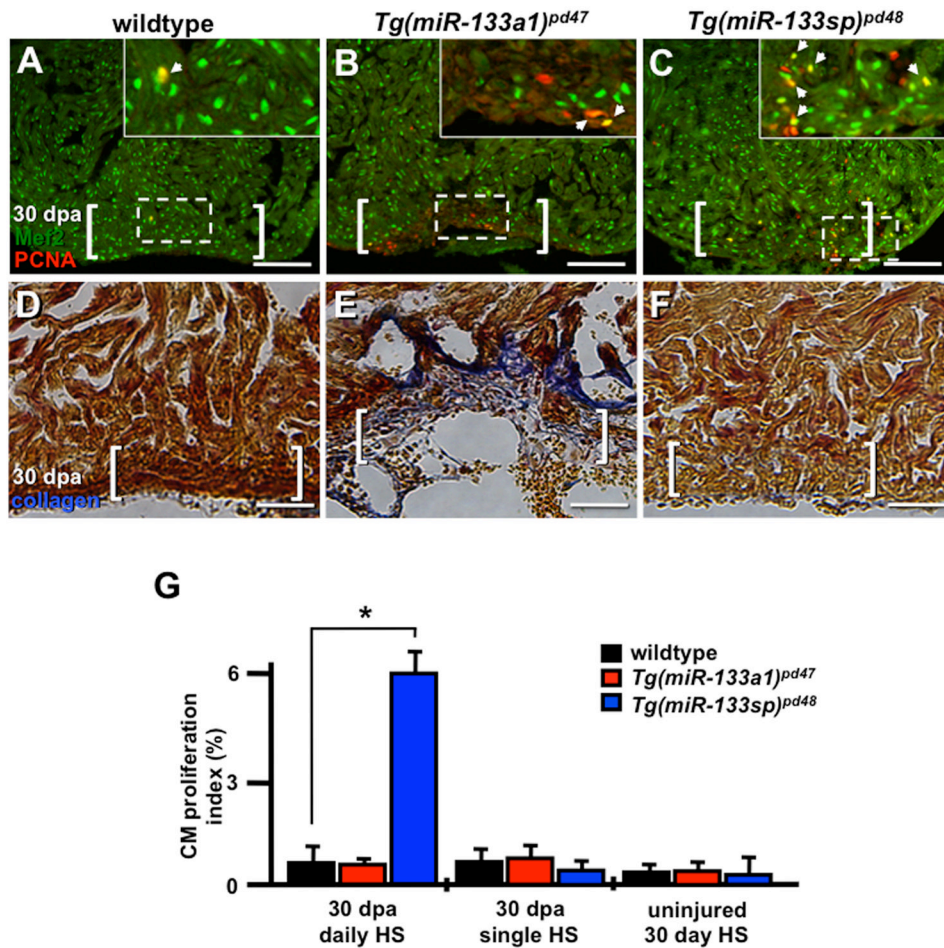 wildtype Tg(miR-133a1)pd47 Tg(miR-133sp)pd48
A B C
30 dpa
Mef2
PCNA
D E F
30 dpa
collagen
G
*
CM proliferation
index (%)
6
3
0
wildtype
Tg(miR-133a1)pd47
Tg(miR-133sp)pd48
30 dpa
daily HS
30 dpa
single HS
uninjured
30 day HS